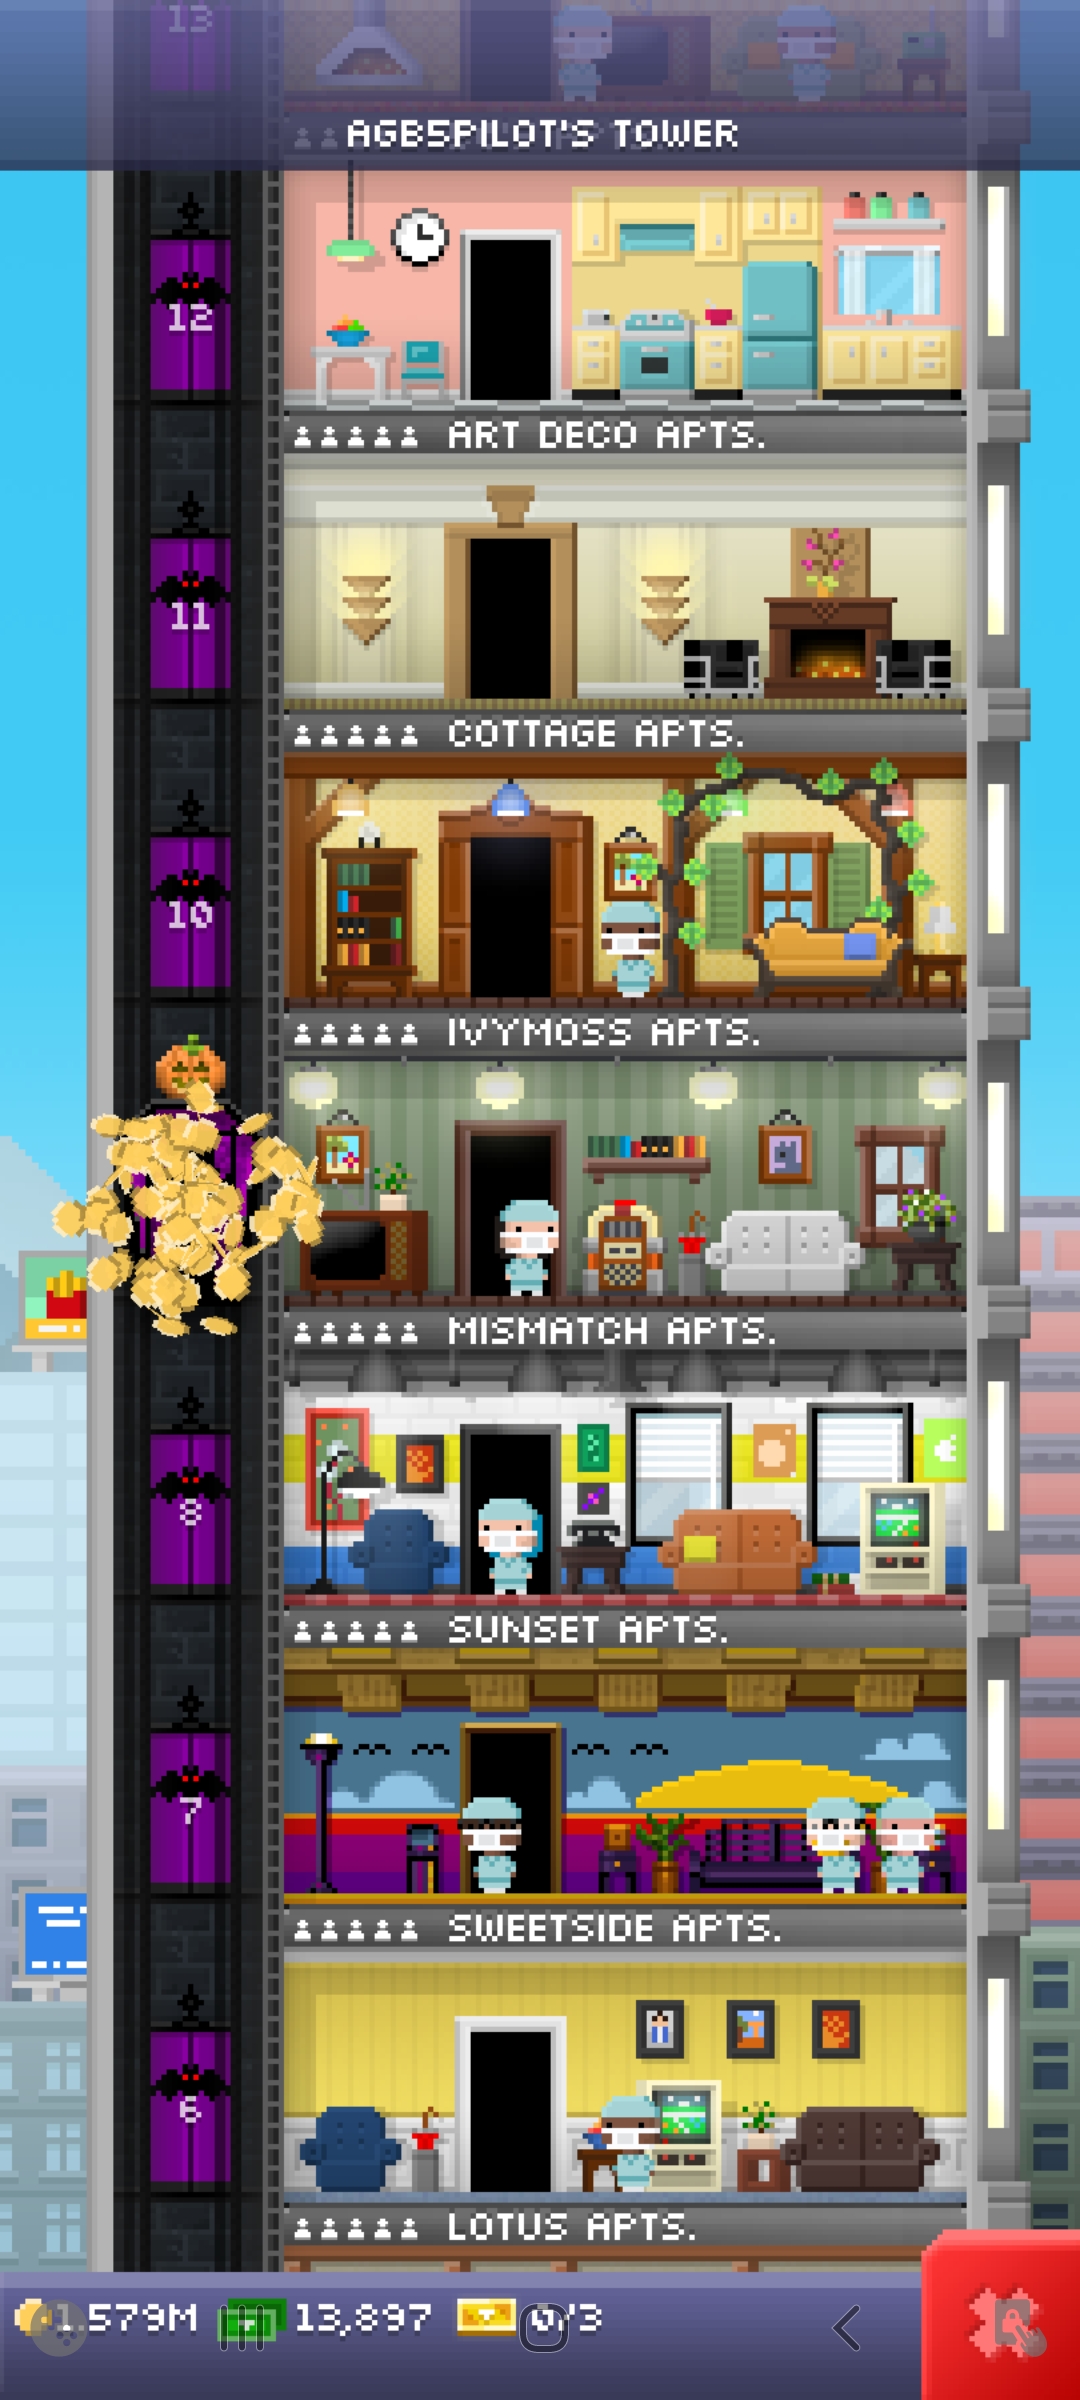 13
AGB5PILOT'S TOWER
12
ART DECO APTS.
11
COTTAGE APTS.
10
IVYMOSS APTS.
MISMATCH APTS.
8
SUNSET APTS.
7
SWEETSIDE APTS.
6
LOTUS APTS.
1.579M 13,897 0/3